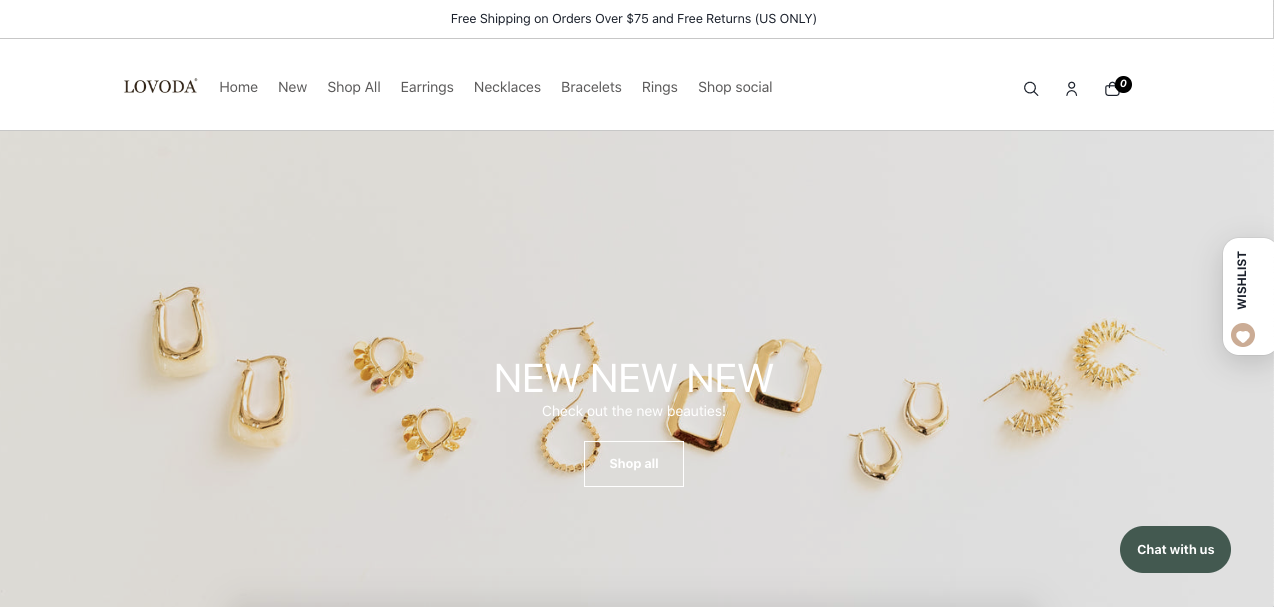 Free Shipping on Orders Over $75 and Free Returns (US ONLY)
LOVODA® Home New Shop All Earrings Necklaces Bracelets Rings Shop social 0
WISHLIST
NEW NEW NEW
Check out the new beauties!
Shop all
Chat with us